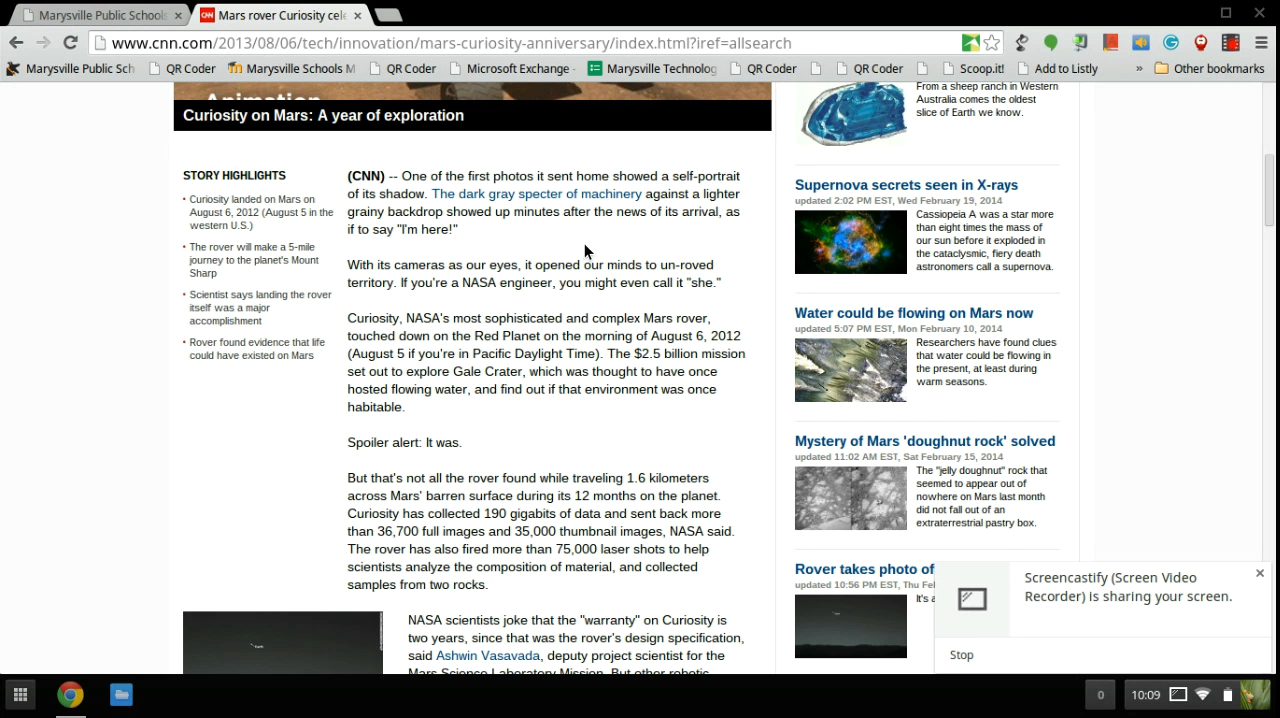 Marysville Public Schools
Mars rover Curiosity cele
www.cnn.com/2013/08/06/tech/innovation/mars-curiosity-anniversary/index.html?iref=allsearch
Marysville Public Sch QR Coder Marysville Schools M QR Coder Microsoft Exchange - Marysville Technolog QR Coder QR Coder Scoop.it! Add to Listly » Other bookmarks
Animation
Curiosity on Mars: A year of exploration
STORY HIGHLIGHTS
Curiosity landed on Mars on
August 6, 2012 (August 5 in the
western U.S.)
The rover will make a 5-mile
journey to the planet's Mount
Sharp
Scientist says landing the rover
itself was a major
accomplishment
Rover found evidence that life
could have existed on Mars
(CNN) -- One of the first photos it sent home showed a self-portrait
of its shadow. The dark gray specter of machinery against a lighter
grainy backdrop showed up minutes after the news of its arrival, as
if to say "I'm here!"
With its cameras as our eyes, it opened our minds to un-roved
territory. If you're a NASA engineer, you might even call it "she."
Curiosity, NASA's most sophisticated and complex Mars rover,
touched down on the Red Planet on the morning of August 6, 2012
(August 5 if you're in Pacific Daylight Time). The $2.5 billion mission
set out to explore Gale Crater, which was thought to have once
hosted flowing water, and find out if that environment was once
habitable.
Spoiler alert: It was.
But that's not all the rover found while traveling 1.6 kilometers
across Mars' barren surface during its 12 months on the planet.
Curiosity has collected 190 gigabits of data and sent back more
than 36,700 full images and 35,000 thumbnail images, NASA said.
The rover has also fired more than 75,000 laser shots to help
scientists analyze the composition of material, and collected
samples from two rocks.
Earth
NASA scientists joke that the "warranty" on Curiosity is
two years, since that was the rover's design specification,
said Ashwin Vasavada, deputy project scientist for the
Mars Science Laboratory Mission. But other robotic
From a sheep ranch in Western
Australia comes the oldest
slice of Earth we know.
Supernova secrets seen in X-rays
updated 2:02 PM EST, Wed February 19, 2014
Cassiopeia A was a star more
than eight times the mass of
our sun before it exploded in
the cataclysmic, fiery death
astronomers call a supernova.
Water could be flowing on Mars now
updated 5:07 PM EST, Mon February 10, 2014
Researchers have found clues
that water could be flowing in
the present, at least during
warm seasons.
Mystery of Mars 'doughnut rock' solved
updated 11:02 AM EST, Sat February 15, 2014
The "jelly doughnut" rock that
seemed to appear out of
nowhere on Mars last month
did not fall out of an
extraterrestrial pastry box.
Rover takes photo of
updated 10:56 PM EST, Thu Fe
It's a
Screencastify (Screen Video
Recorder) is sharing your screen.
Stop
0 10:09